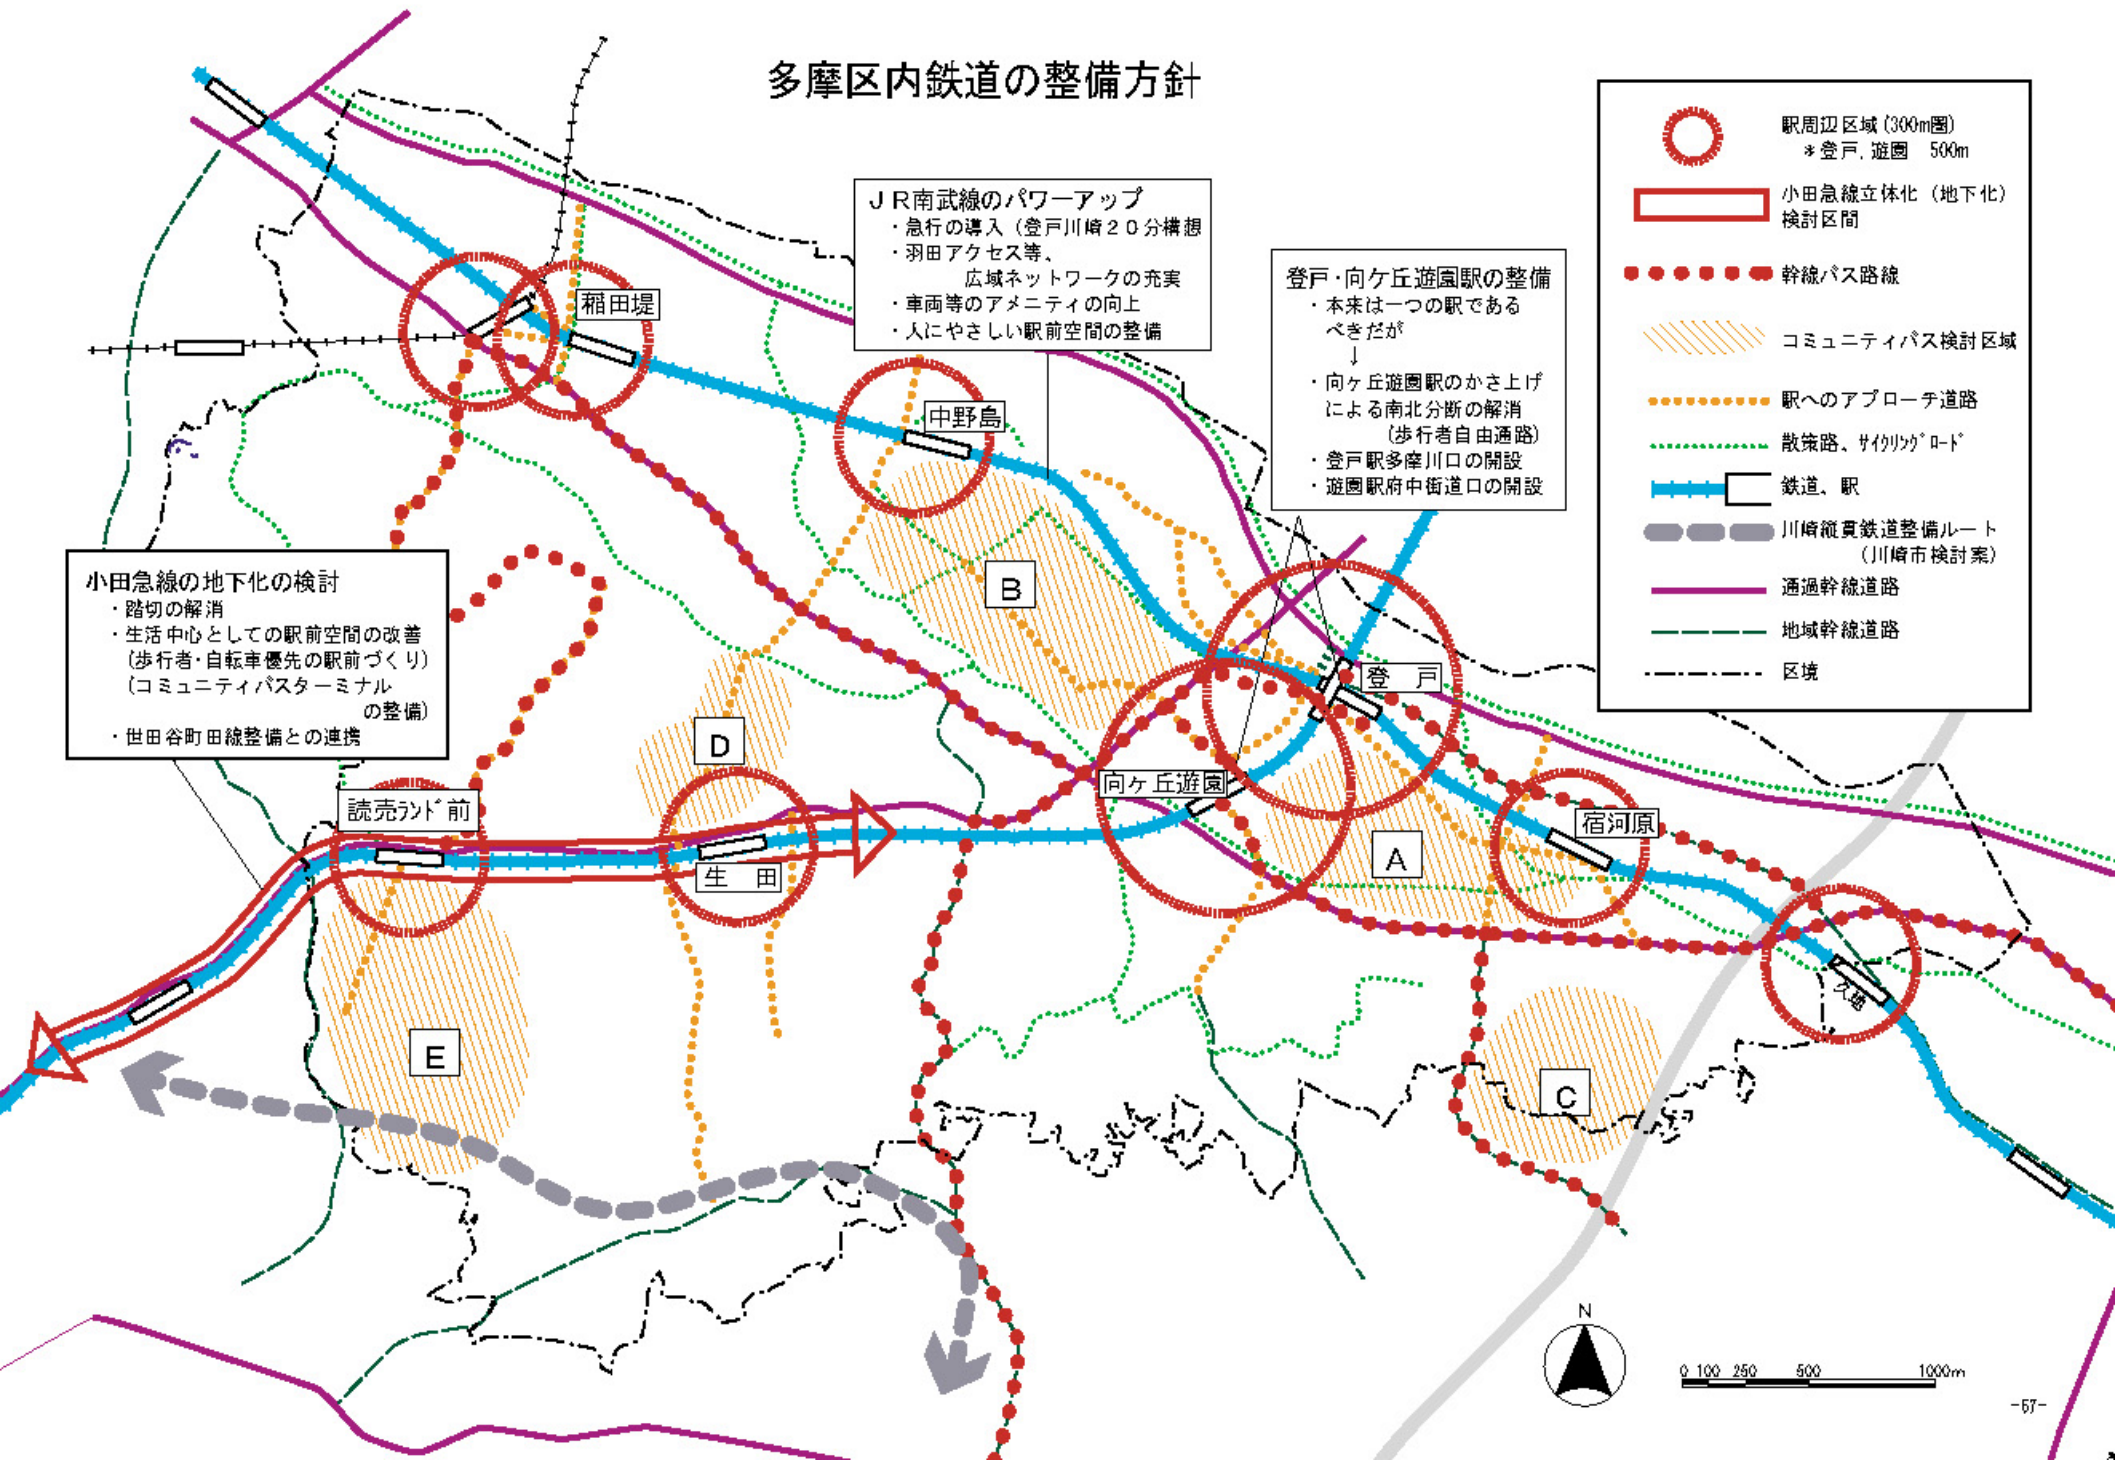 多摩区内鉄道の整備方針
駅周辺区域(300m圏)
＊登戸,遊園　500m
小田急線立体化（地下化）
検討区間
幹線バス路線
コミュニティバス検討区域
駅へのアプローチ道路
散策路、ｻｲｸﾘﾝｸﾞﾛｰﾄﾞ
鉄道、駅
川崎縦貫鉄道整備ルート
（川崎市検討案）
通過幹線道路
地域幹線道路
区境
ＪＲ南武線のパワーアップ
・急行の導入（登戸川崎２０分構想
・羽田アクセス等、
広域ネットワークの充実
・車両等のアメニティの向上
・人にやさしい駅前空間の整備
登戸・向ケ丘遊園駅の整備
・本来は一つの駅である
べきだが
↓
・向ヶ丘遊園駅のかさ上げ
による南北分断の解消
（歩行者自由通路）
・登戸駅多摩川口の開設
・遊園駅府中街道口の開設
稲田堤
中野島
小田急線の地下化の検討
・踏切の解消
・生活中心としての駅前空間の改善
（歩行者・自転車優先の駅前づくり）
（コミュニティバスターミナル
の整備）
・世田谷町田線整備との連携
B
登　戸
D
向ヶ丘遊園
読売ﾗﾝﾄﾞ前
宿河原
A
生　田
久地
E
C
N
0 100 250 500 1000m
-67-